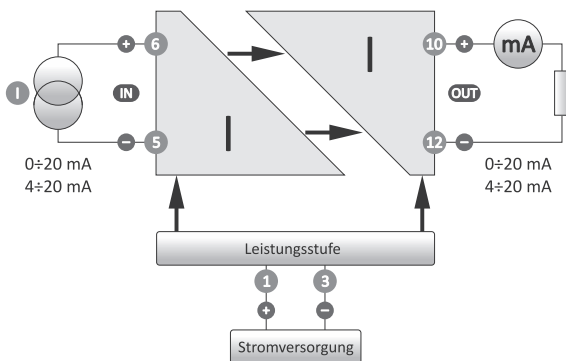 + 6
I
10 +
mA
I
IN
OUT
I
− 5
12 −
0÷20 mA
4÷20 mA
0÷20 mA
4÷20 mA
Leistungsstufe
1
3
+
−
Stromversorgung